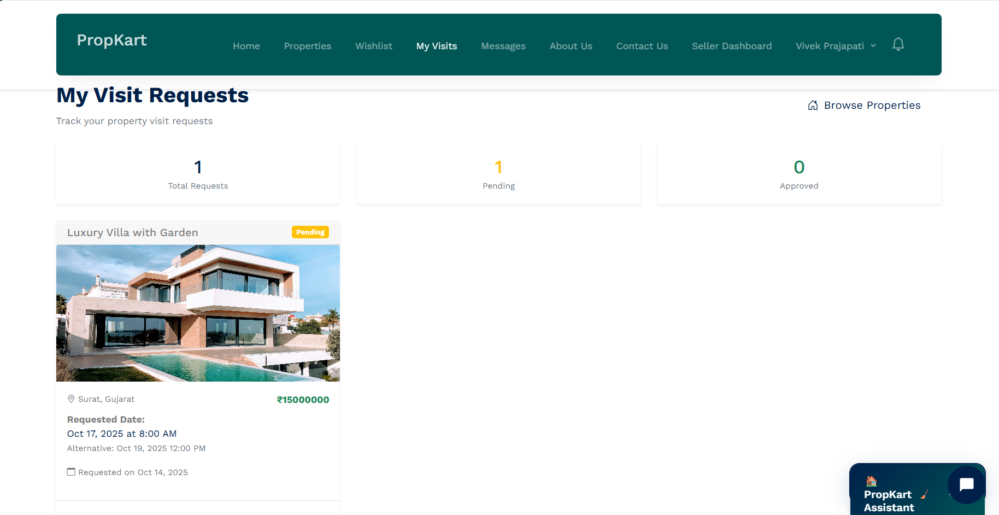 PropKart
Home
Properties
Wishlist
My Visits
Messages
About Us
Contact Us
Seller Dashboard
Vivek Prajapati
My Visit Requests
Browse Properties
Track your property visit requests
1
Total Requests
1
Pending
0
Approved
Luxury Villa with Garden
Pending
Surat, Gujarat
₹15000000
Requested Date:
Oct 17, 2025 at 8:00 AM
Alternative: Oct 19, 2025 12:00 PM
Requested on Oct 14, 2025
PropKart
Assistant